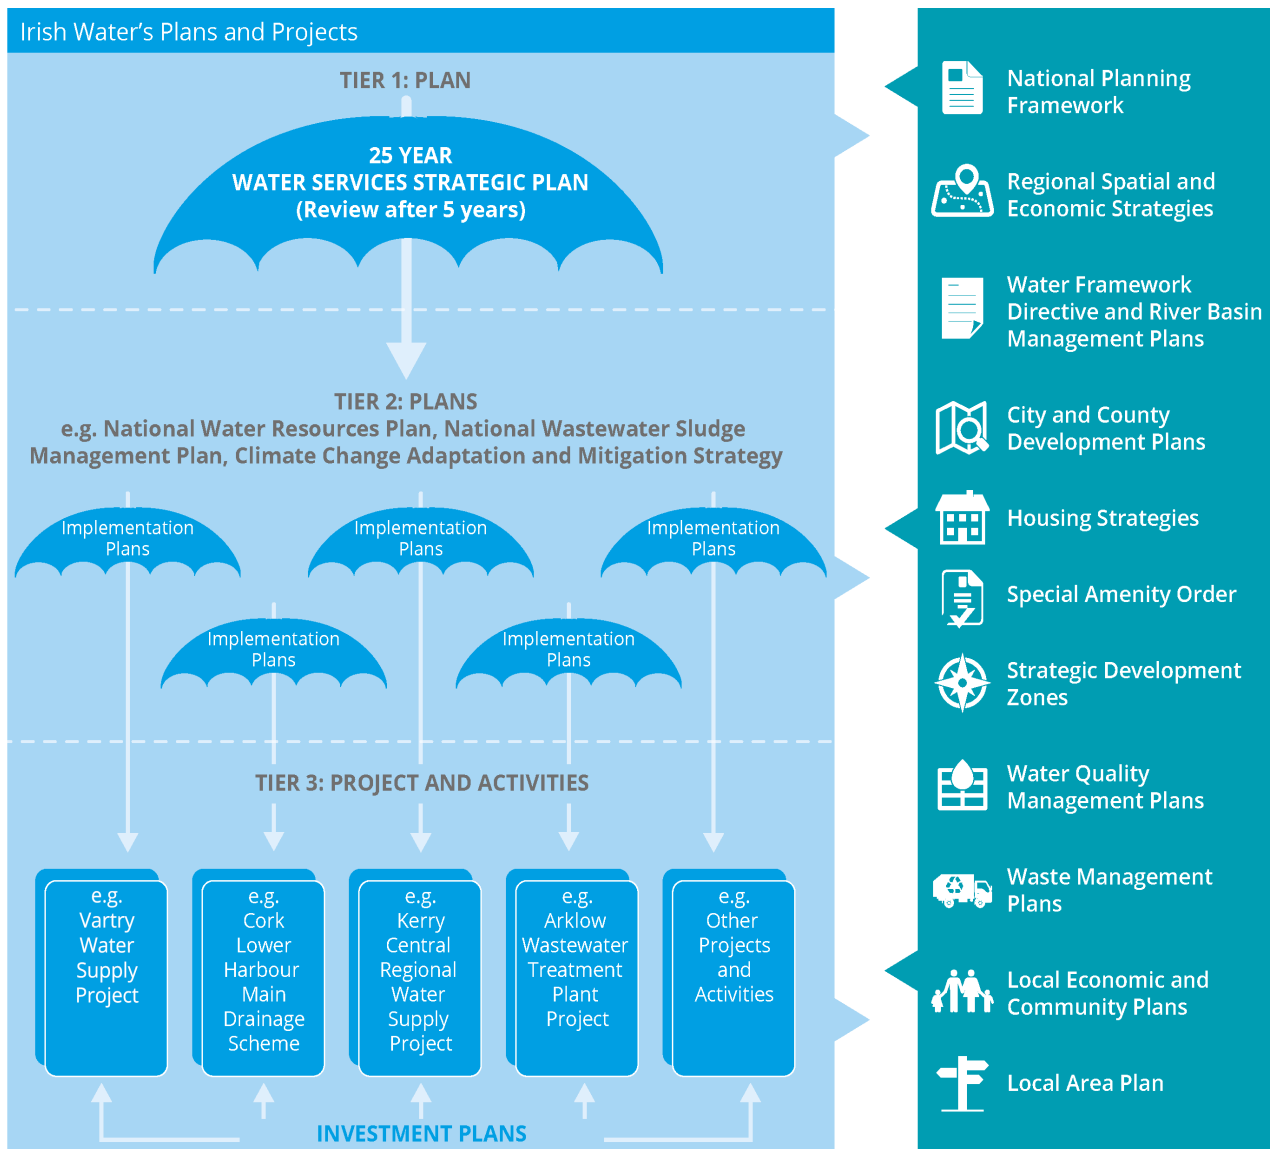 Irish Water's Plans and Projects
TIER 1: PLAN
25 YEAR
WATER SERVICES STRATEGIC PLAN
(Review after 5 years)
TIER 2: PLANS
e.g. National Water Resources Plan, National Wastewater Sludge
Management Plan, Climate Change Adaptation and Mitigation Strategy
Implementation
Plans
Implementation
Plans
Implementation
Plans
Implementation
Plans
Implementation
Plans
TIER 3: PROJECT AND ACTIVITIES
e.g.
Vartry
Water
Supply
Project
e.g.
Cork
Lower
Harbour
Main
Drainage
Scheme
e.g.
Kerry
Central
Regional
Water
Supply
Project
e.g.
Arklow
Wastewater
Treatment
Plant
Project
e.g.
Other
Projects
and
Activities
INVESTMENT PLANS
National Planning
Framework
Regional Spatial and
Economic Strategies
Water Framework
Directive and River Basin
Management Plans
City and County
Development Plans
Housing Strategies
Special Amenity Order
Strategic Development
Zones
Water Quality
Management Plans
Waste Management
Plans
Local Economic and
Community Plans
Local Area Plan